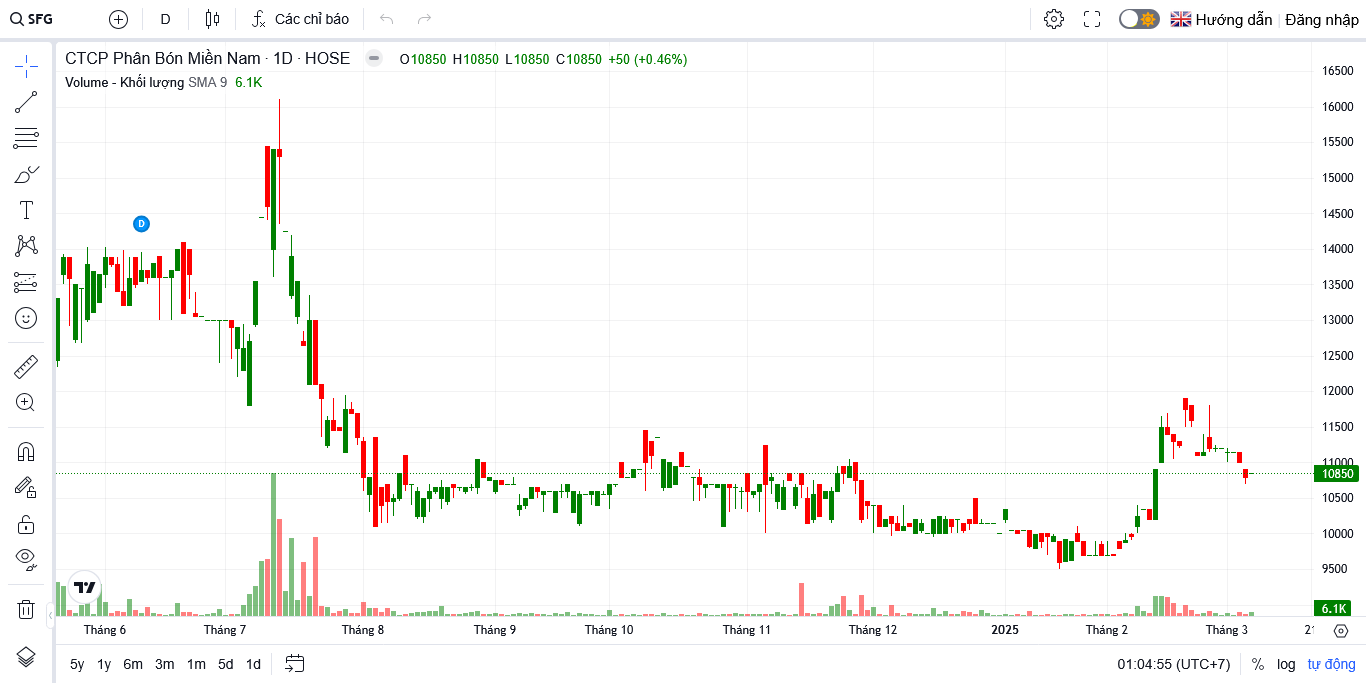 SFG D Các chỉ báo Hướng dẫn Đăng nhập
CTCP Phân Bón Miền Nam · 1D · HOSE O10850 H10850 L10850 C10850 +50 (+0.46%)
Volume - Khối lượng SMA 9 6.1K
D
16500
16000
15500
15000
14500
14000
13500
13000
12500
12000
11500
11000
10850
10500
10000
9500
6.1K
Tháng 6 Tháng 7 Tháng 8 Tháng 9 Tháng 10 Tháng 11 Tháng 12 2025 Tháng 2 Tháng 3
5y 1y 6m 3m 1m 5d 1d 01:04:55 (UTC+7) % log tự động